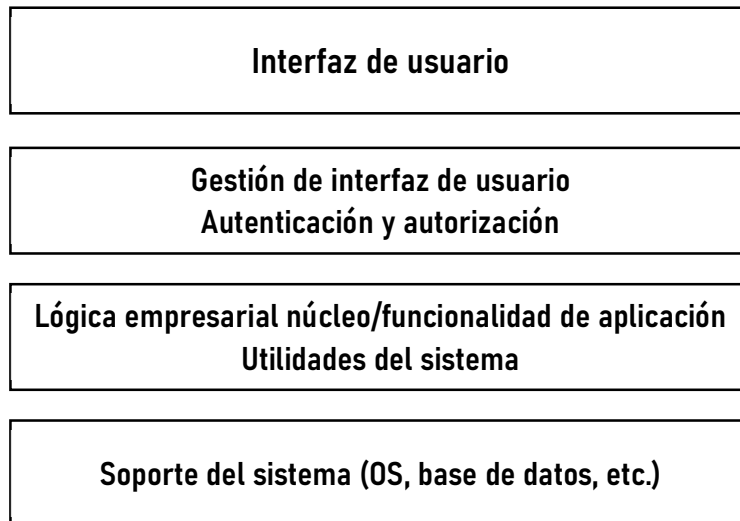 Interfaz de usuario
Gestión de interfaz de usuario
Autenticación y autorización
Lógica empresarial núcleo/funcionalidad de aplicación
Utilidades del sistema
Soporte del sistema (OS, base de datos, etc.)